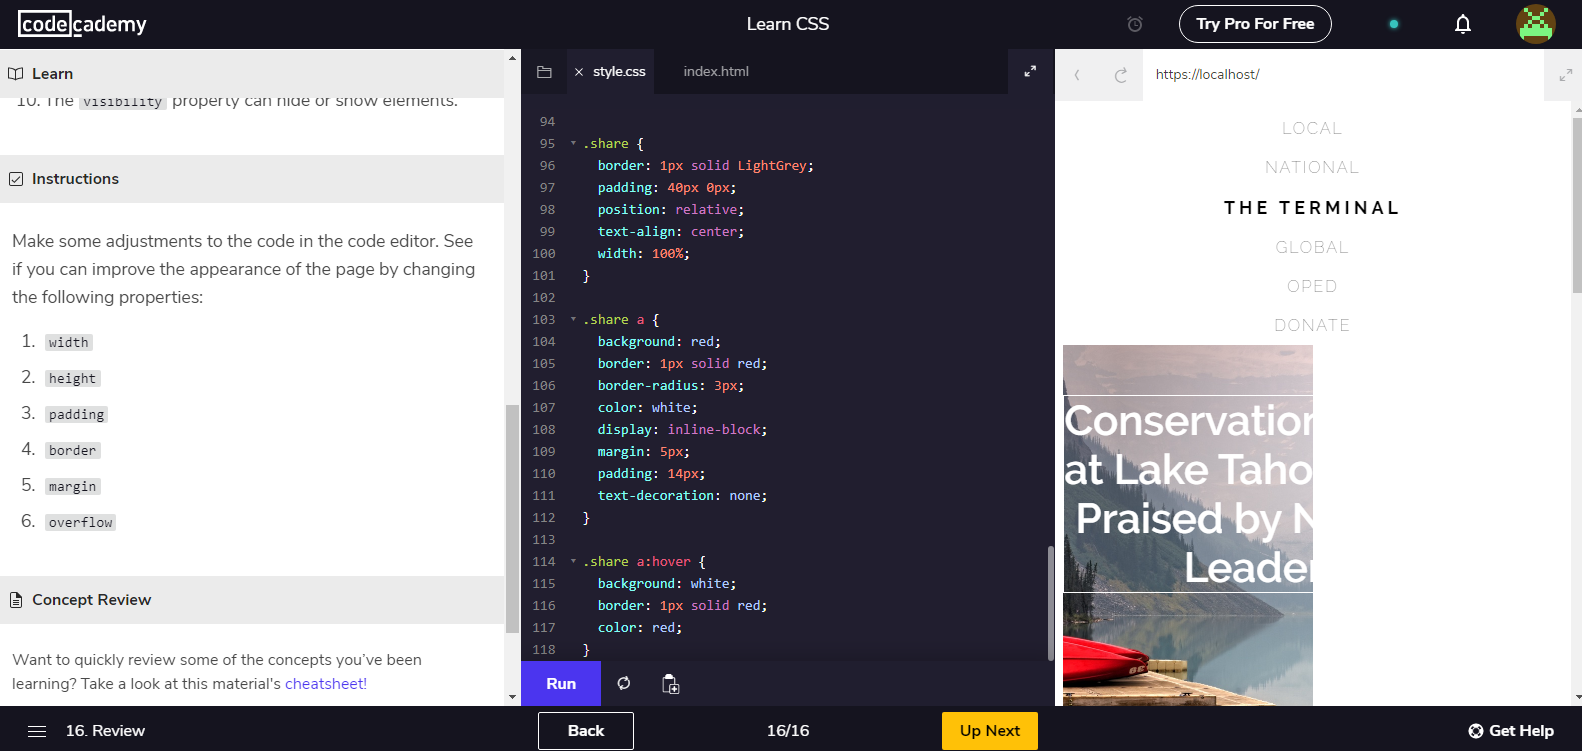 codecademy
Learn CSS
Try Pro For Free
Learn
10. The visibility property can hide or show elements.
Instructions
Make some adjustments to the code in the code editor. See
if you can improve the appearance of the page by changing
the following properties:
1. width
2. height
3. padding
4. border
5. margin
6. overflow
Concept Review
Want to quickly review some of the concepts you’ve been
learning? Take a look at this material's cheatsheet!
style.css
index.html
94
95 .share {
96 border: 1px solid LightGrey;
97 padding: 40px 0px;
98 position: relative;
99 text-align: center;
100 width: 100%;
101 }
102
103 .share a {
104 background: red;
105 border: 1px solid red;
106 border-radius: 3px;
107 color: white;
108 display: inline-block;
109 margin: 5px;
110 padding: 14px;
111 text-decoration: none;
112 }
113
114 .share a:hover {
115 background: white;
116 border: 1px solid red;
117 color: red;
118 }
Run
https://localhost/
LOCAL
NATIONAL
THE TERMINAL
GLOBAL
OPED
DONATE
Conservation
at Lake Taho
Praised by N
Leader
16. Review
Back
16/16
Up Next
Get Help